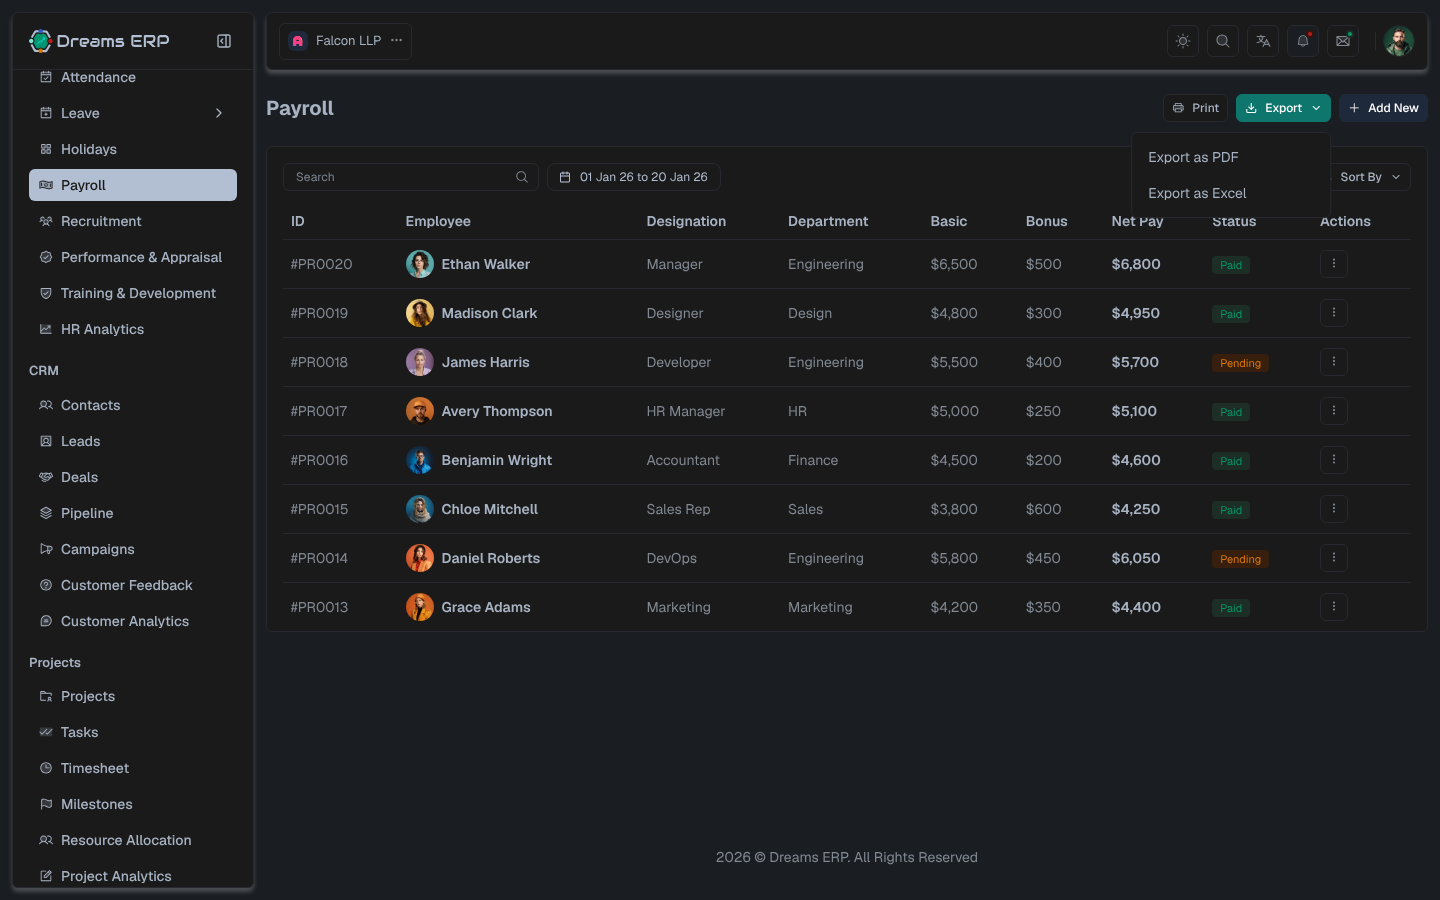 Dreams ERP
Attendance
Leave
Holidays
Payroll
Recruitment
Performance & Appraisal
Training & Development
HR Analytics
CRM
Contacts
Leads
Deals
Pipeline
Campaigns
Customer Feedback
Customer Analytics
Projects
Projects
Tasks
Timesheet
Milestones
Resource Allocation
Project Analytics
Falcon LLP
Payroll
Print
Export
Add New
Export as PDF
Export as Excel
Search
01 Jan 26 to 20 Jan 26
Sort By
ID Employee Designation Department Basic Bonus Net Pay Status Actions
#PR0020 Ethan Walker Manager Engineering $6,500 $500 $6,800 Paid
#PR0019 Madison Clark Designer Design $4,800 $300 $4,950 Paid
#PR0018 James Harris Developer Engineering $5,500 $400 $5,700 Pending
#PR0017 Avery Thompson HR Manager HR $5,000 $250 $5,100 Paid
#PR0016 Benjamin Wright Accountant Finance $4,500 $200 $4,600 Paid
#PR0015 Chloe Mitchell Sales Rep Sales $3,800 $600 $4,250 Paid
#PR0014 Daniel Roberts DevOps Engineering $5,800 $450 $6,050 Pending
#PR0013 Grace Adams Marketing Marketing $4,200 $350 $4,400 Paid
2026 © Dreams ERP. All Rights Reserved